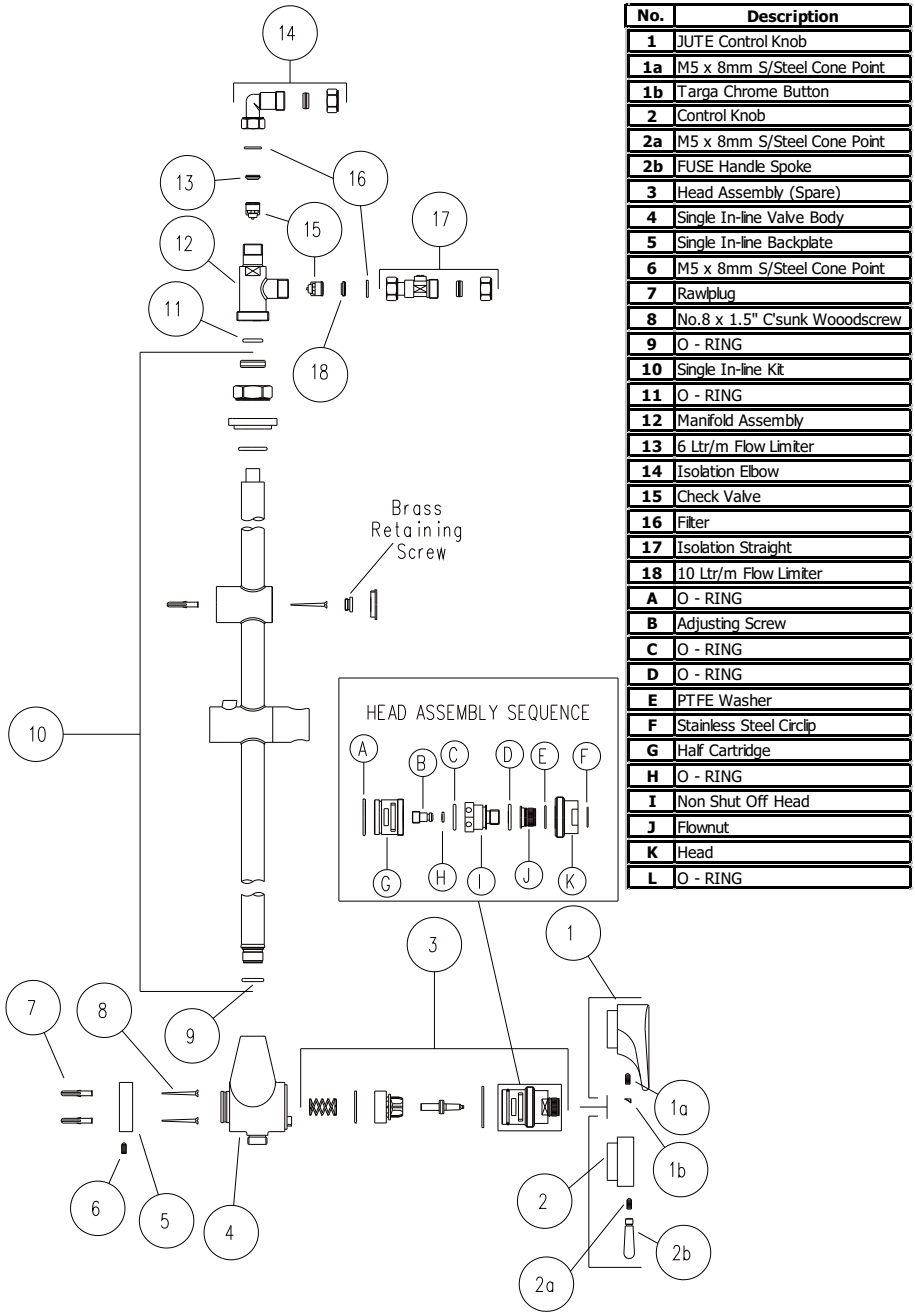 No. Description
1 JUTE Control Knob
1a M5 x 8mm S/Steel Cone Point
1b Targa Chrome Button
2 Control Knob
2a M5 x 8mm S/Steel Cone Point
2b FUSE Handle Spoke
3 Head Assembly (Spare)
4 Single In-line Valve Body
5 Single In-line Backplate
6 M5 x 8mm S/Steel Cone Point
7 Rawlplug
8 No.8 x 1.5" C'sunk Wooodscrew
9 O - RING
10 Single In-line Kit
11 O - RING
12 Manifold Assembly
13 6 Ltr/m Flow Limiter
14 Isolation Elbow
15 Check Valve
16 Filter
17 Isolation Straight
18 10 Ltr/m Flow Limiter
A O - RING
B Adjusting Screw
C O - RING
D O - RING
E PTFE Washer
F Stainless Steel Circlip
G Half Cartridge
H O - RING
I Non Shut Off Head
J Flownut
K Head
L O - RING
14
13
16
12
15
17
11
18
Brass
Retaining
Screw
10
HEAD ASSEMBLY SEQUENCE
A B C D E F
G H I J K
3
1
7
8
9
1a
1b
6
5
4
2
2a
2b